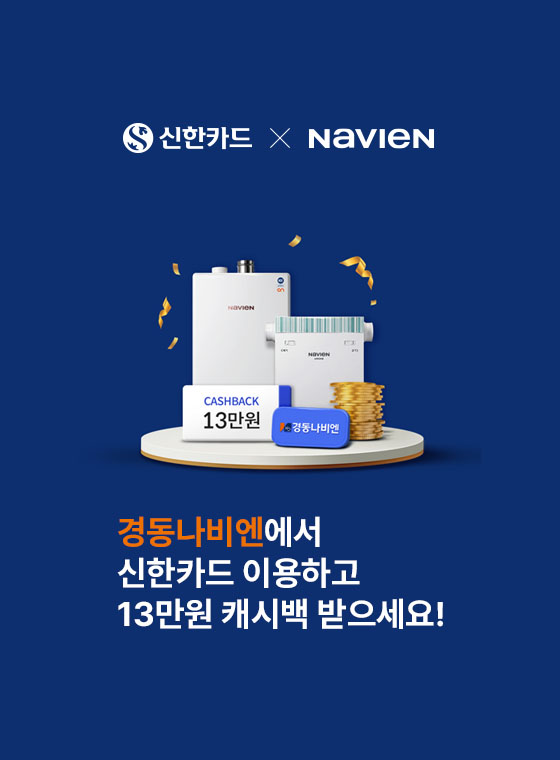 신한카드 × NAVIEN
NAVIEN
NAVIEN
CASHBACK
13만원
경동나비엔
경동나비엔에서
신한카드 이용하고
13만원 캐시백 받으세요!